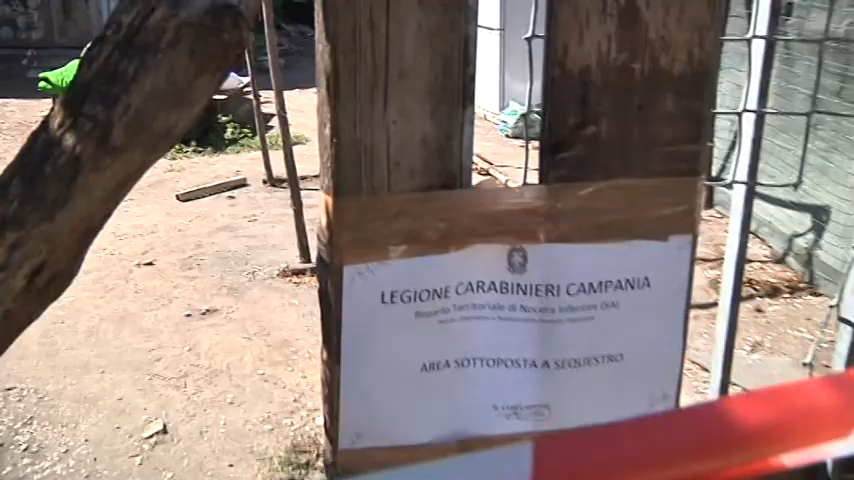 LEGIONE CARABINIERI CAMPANIA
Reparto Territoriale di Nocera Inferiore (SA)
AREA SOTTOPOSTA A SEQUESTRO